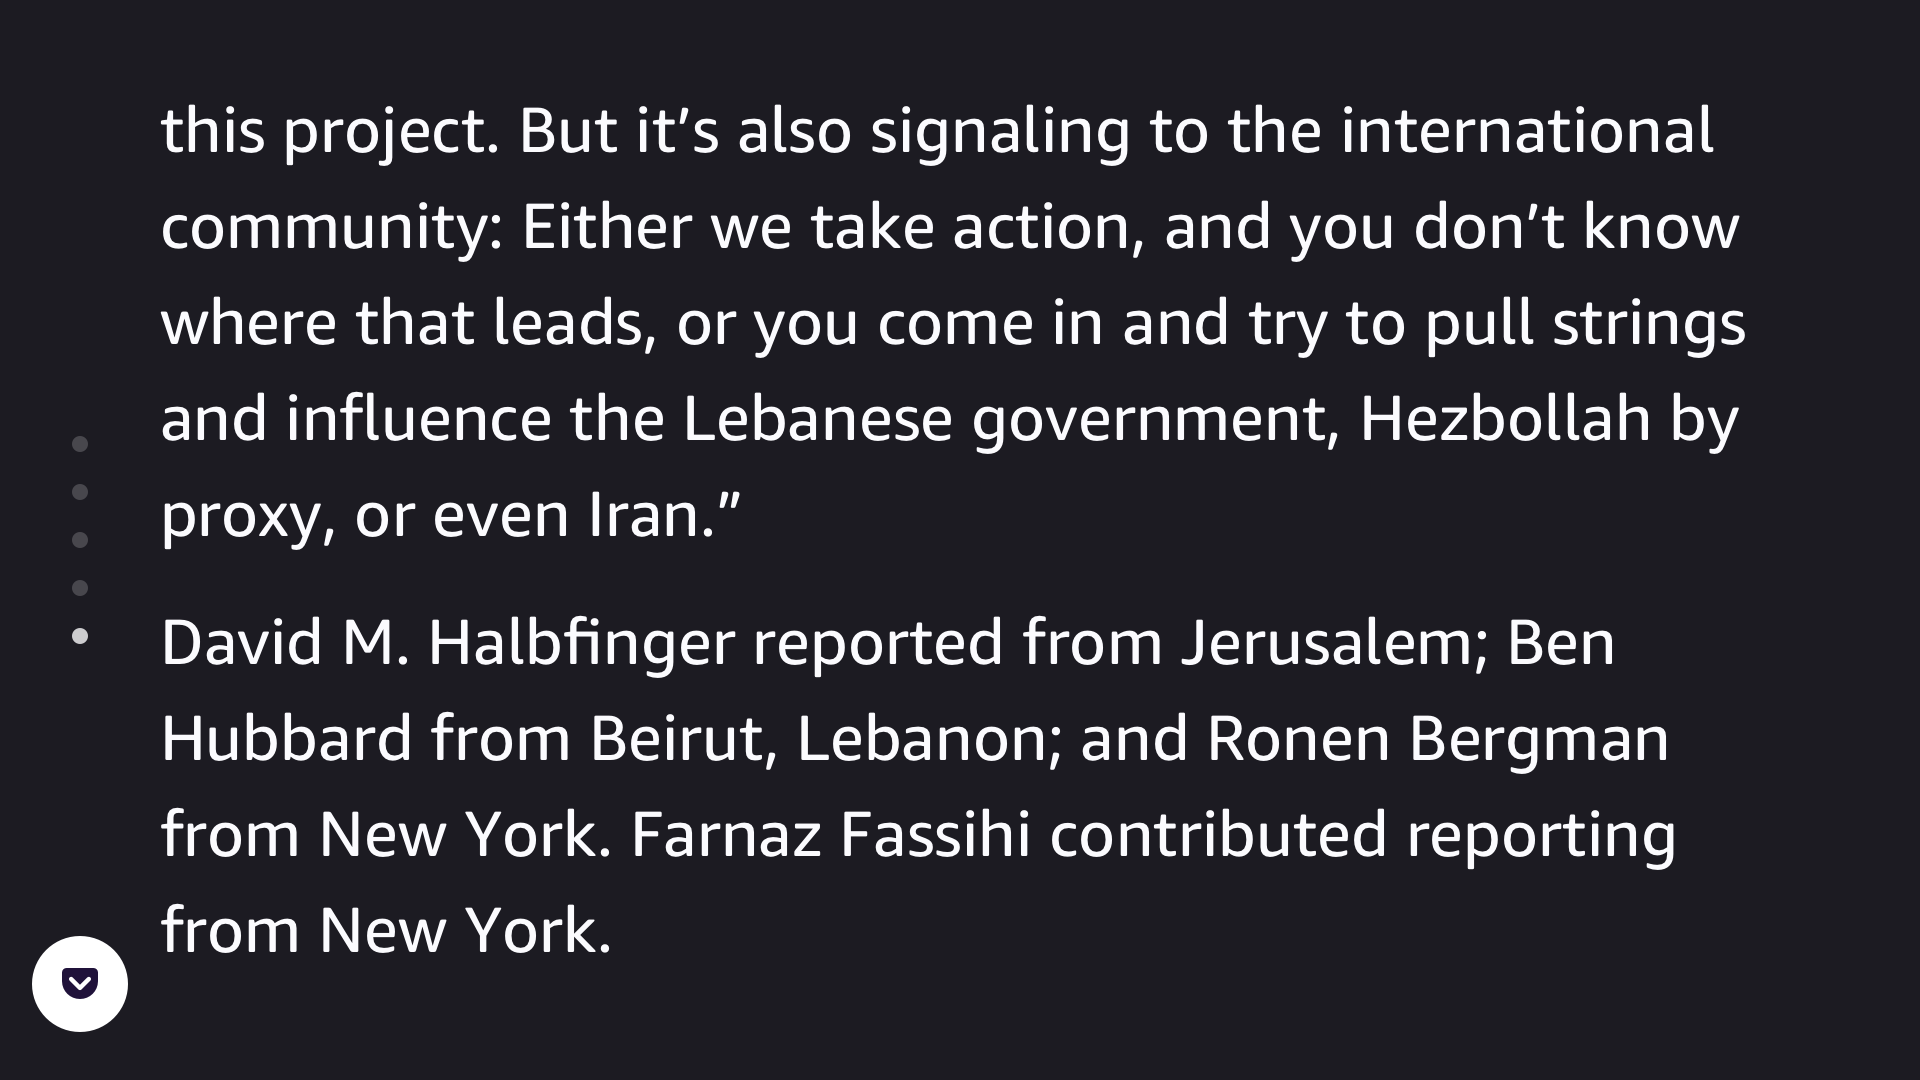 this project. But it’s also signaling to the international
community: Either we take action, and you don’t know
where that leads, or you come in and try to pull strings
and influence the Lebanese government, Hezbollah by
proxy, or even Iran.”
David M. Halbfinger reported from Jerusalem; Ben
Hubbard from Beirut, Lebanon; and Ronen Bergman
from New York. Farnaz Fassihi contributed reporting
from New York.